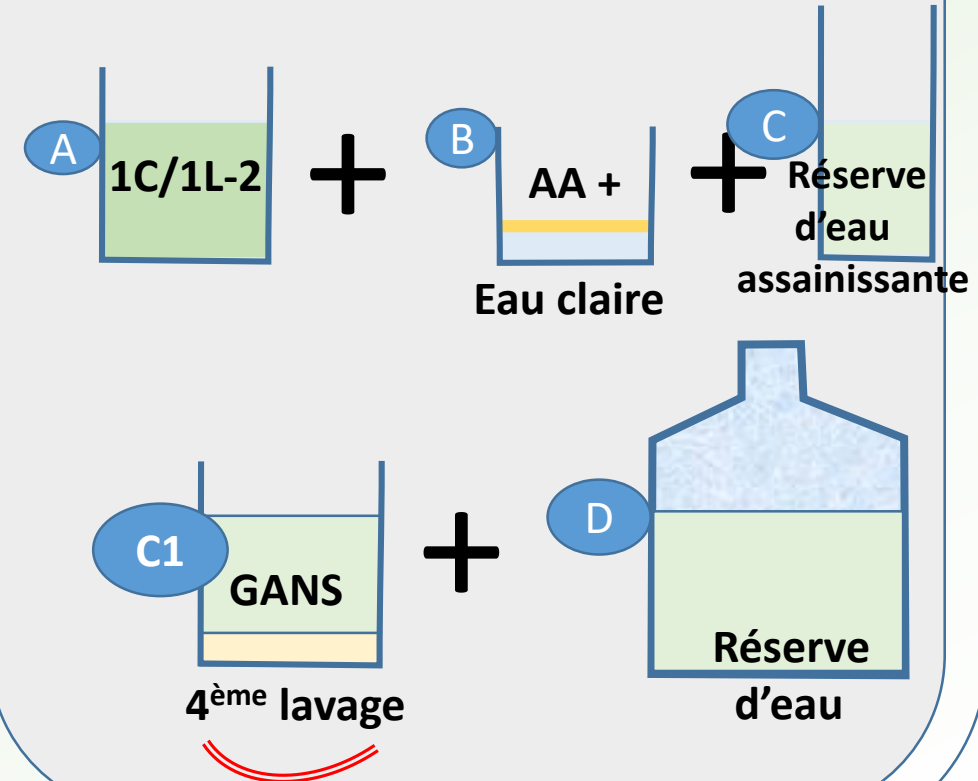 A
1C/1L-2
B
AA +
Eau claire
C
Réserve
d'eau
assainissante
C1
GANS
4ème lavage
D
Réserve
d'eau